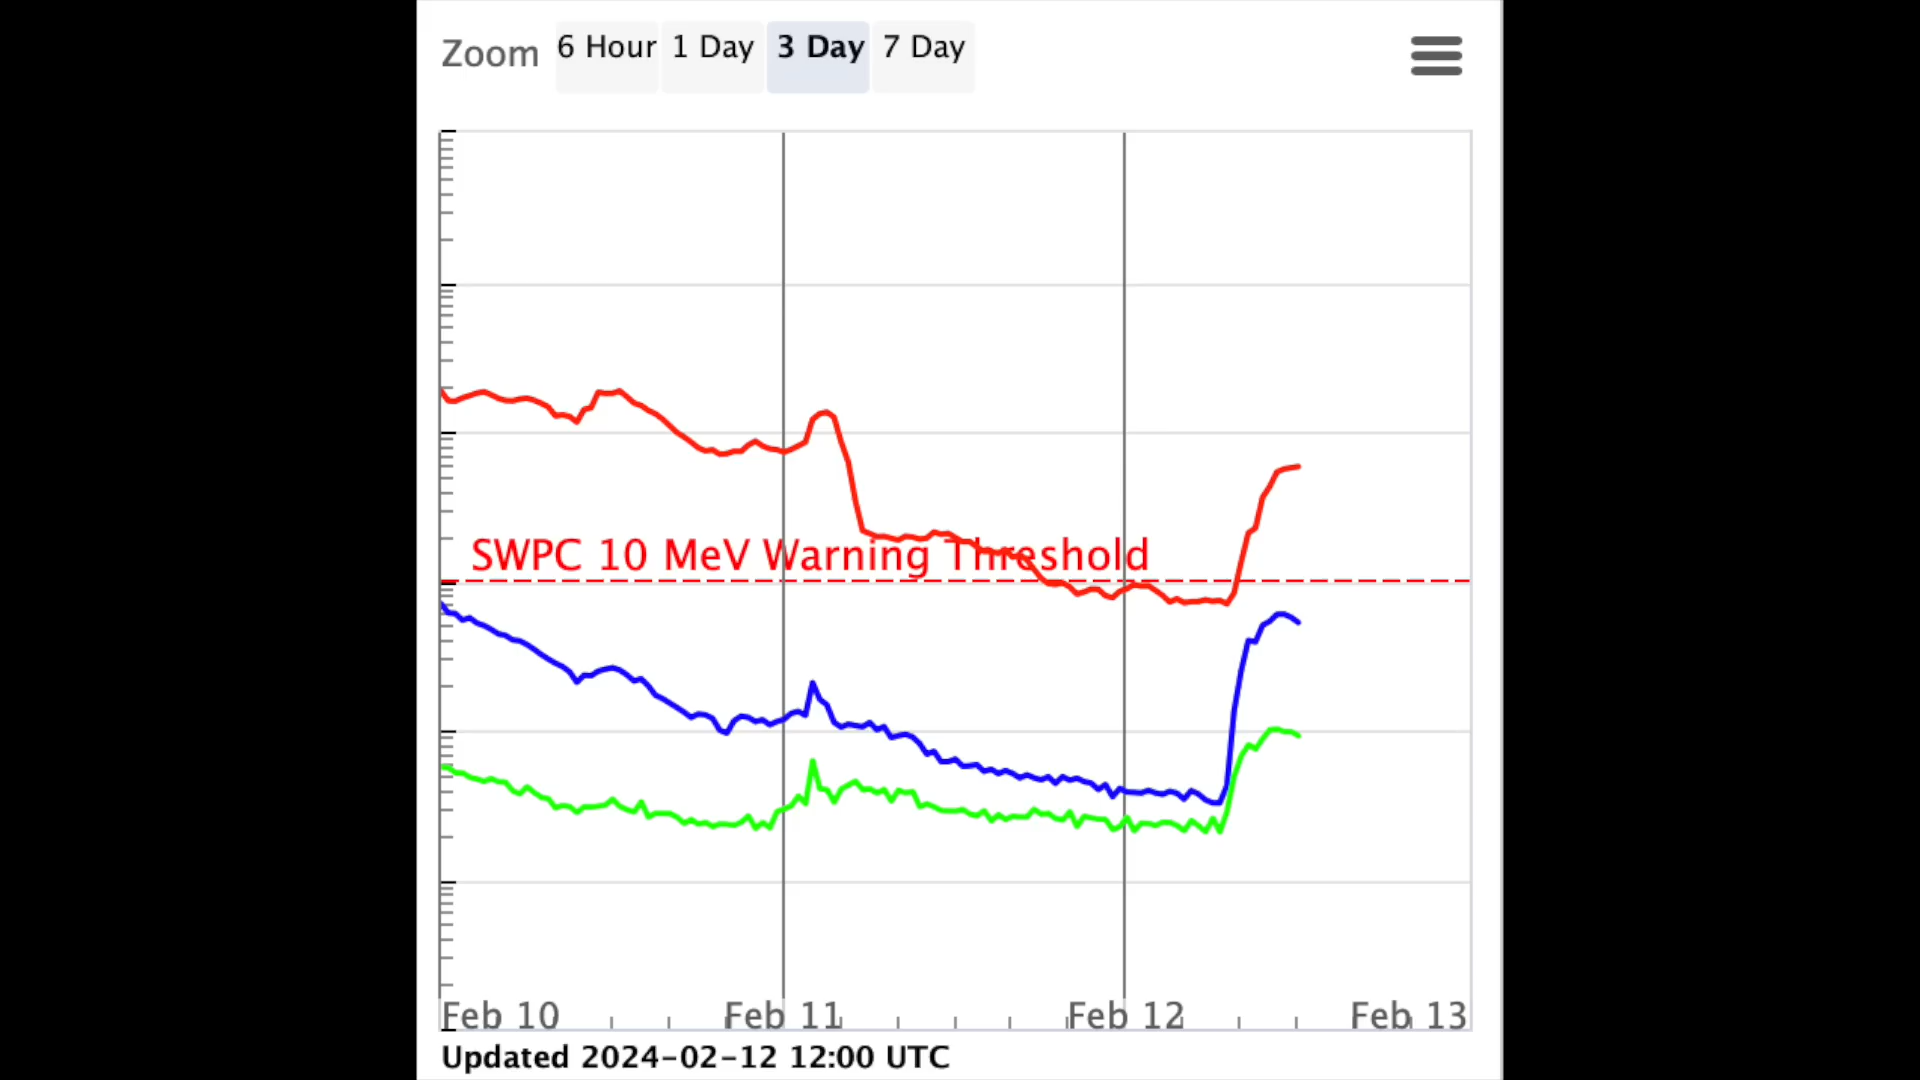 Zoom 6 Hour 1 Day 3 Day 7 Day
SWPC 10 MeV Warning Threshold
Feb 10 Feb 11 Feb 12 Feb 13
Updated 2024-02-12 12:00 UTC